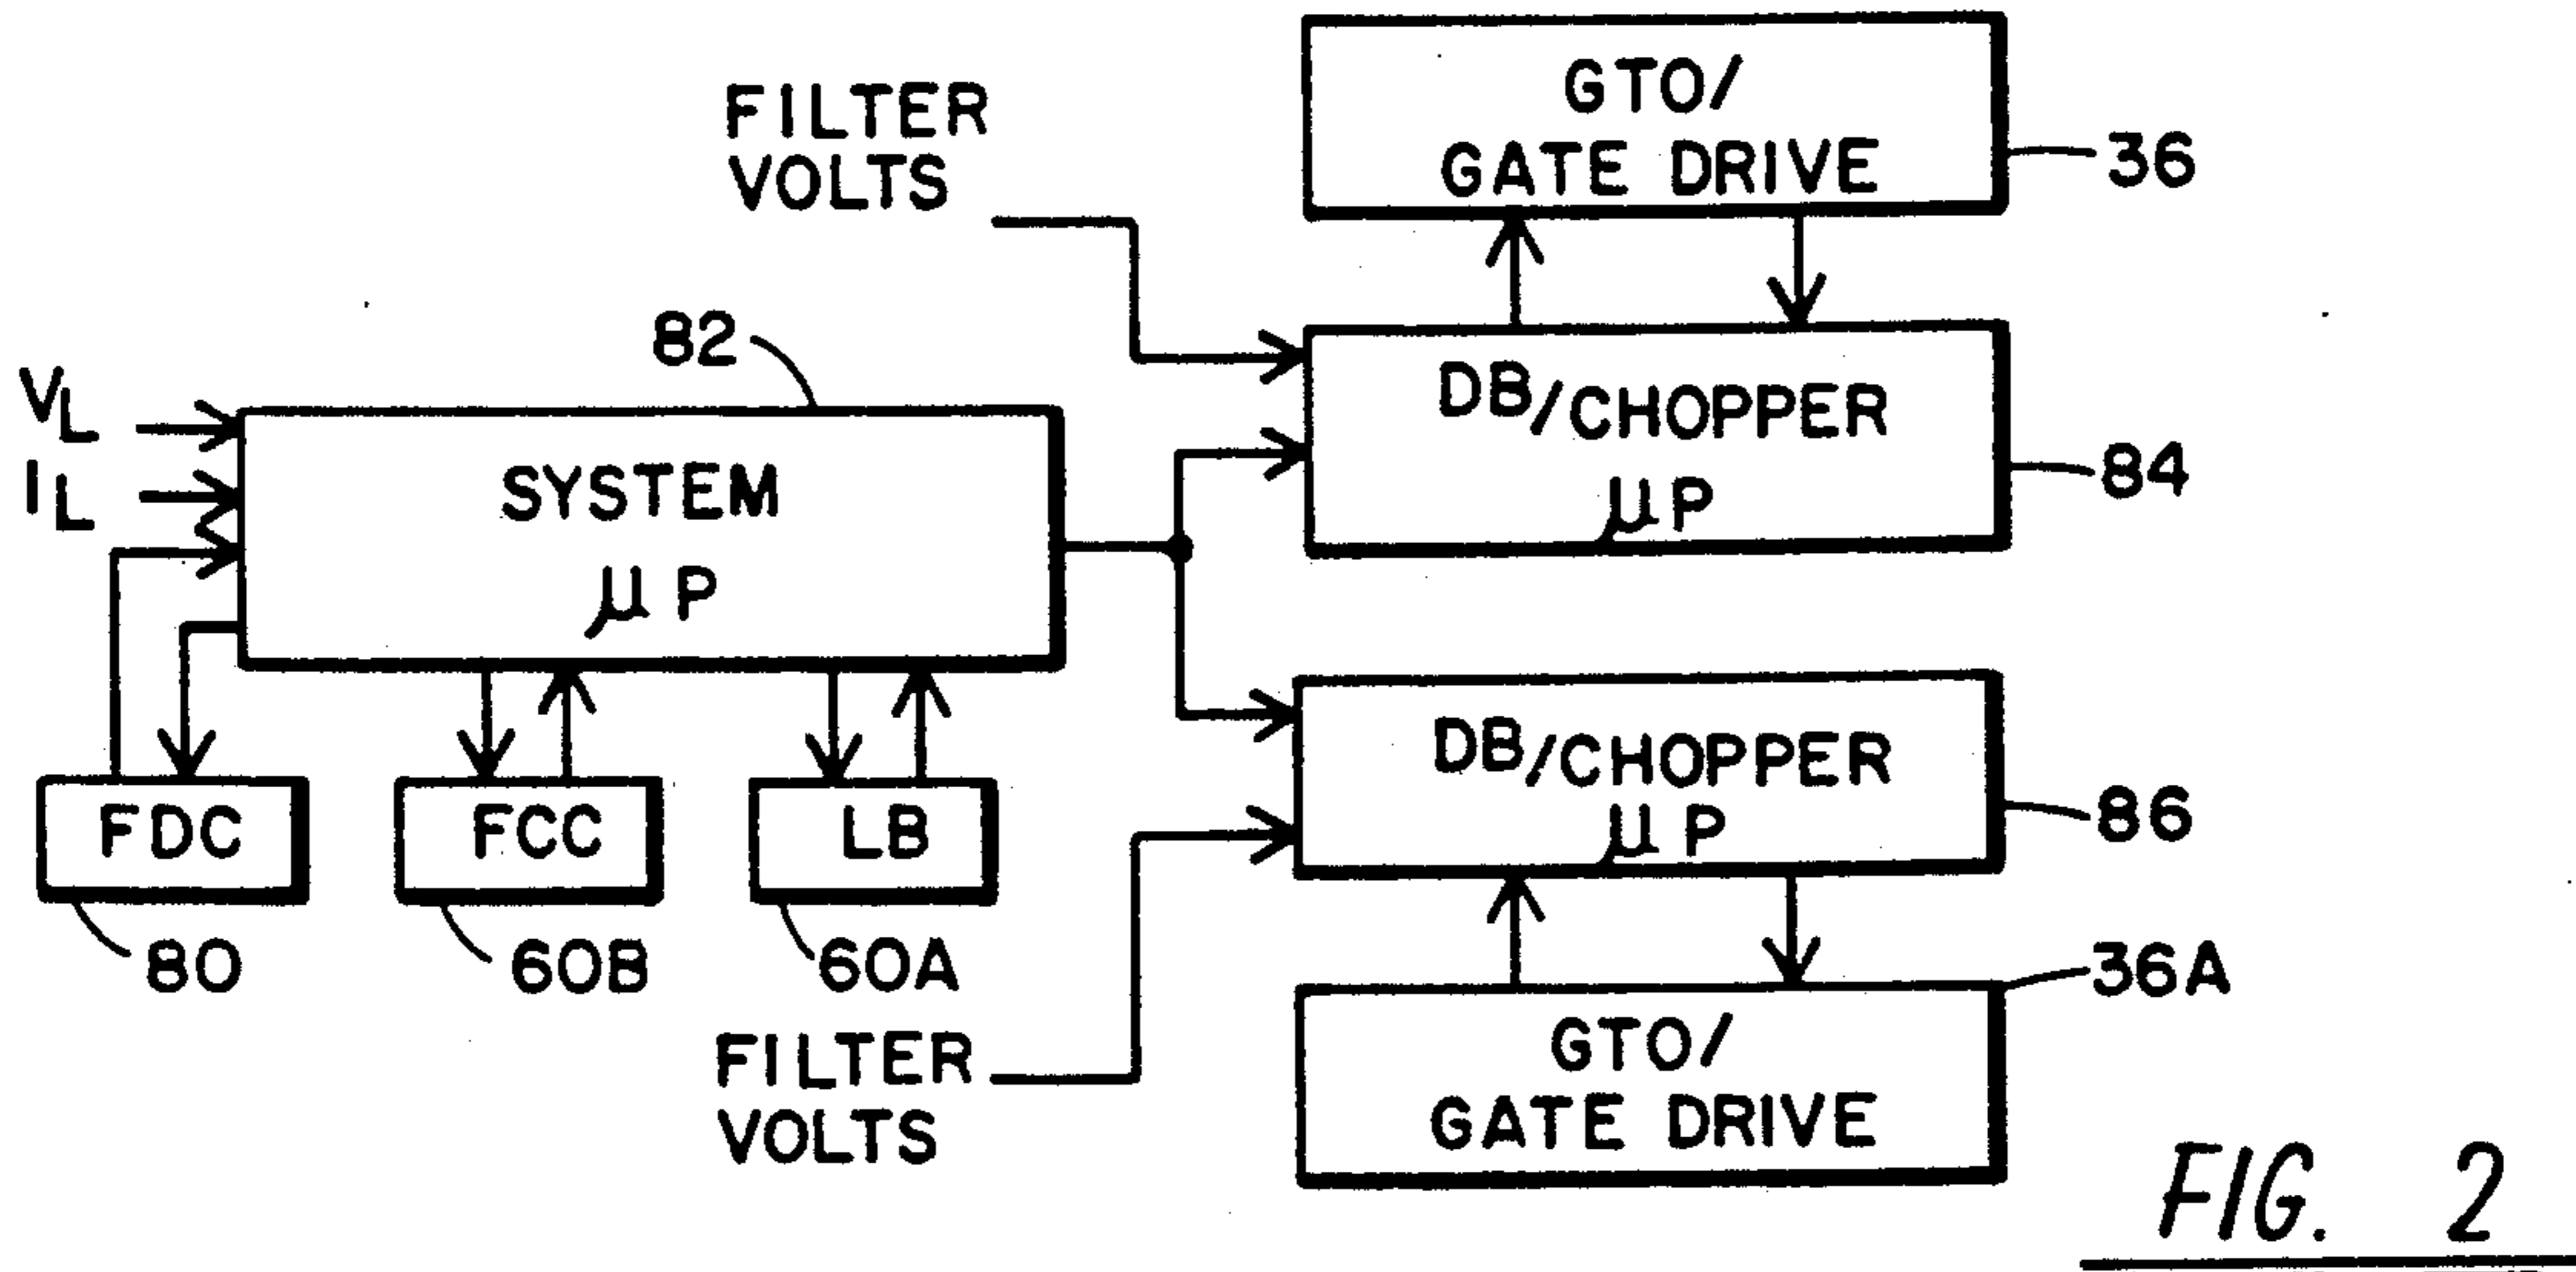 GTO/
GATE DRIVE
36
FILTER
VOLTS
82
VL
IL
SYSTEM
µP
DB/CHOPPER
µP
84
DB/CHOPPER
µP
86
FDC
FCC
LB
80
60B
60A
36A
FILTER
VOLTS
GTO/
GATE DRIVE
FIG. 2